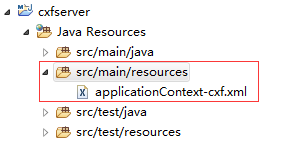 cxfserver
Java Resources
src/main/java
src/main/resources
applicationContext-cxf.xml
src/test/java
src/test/resources